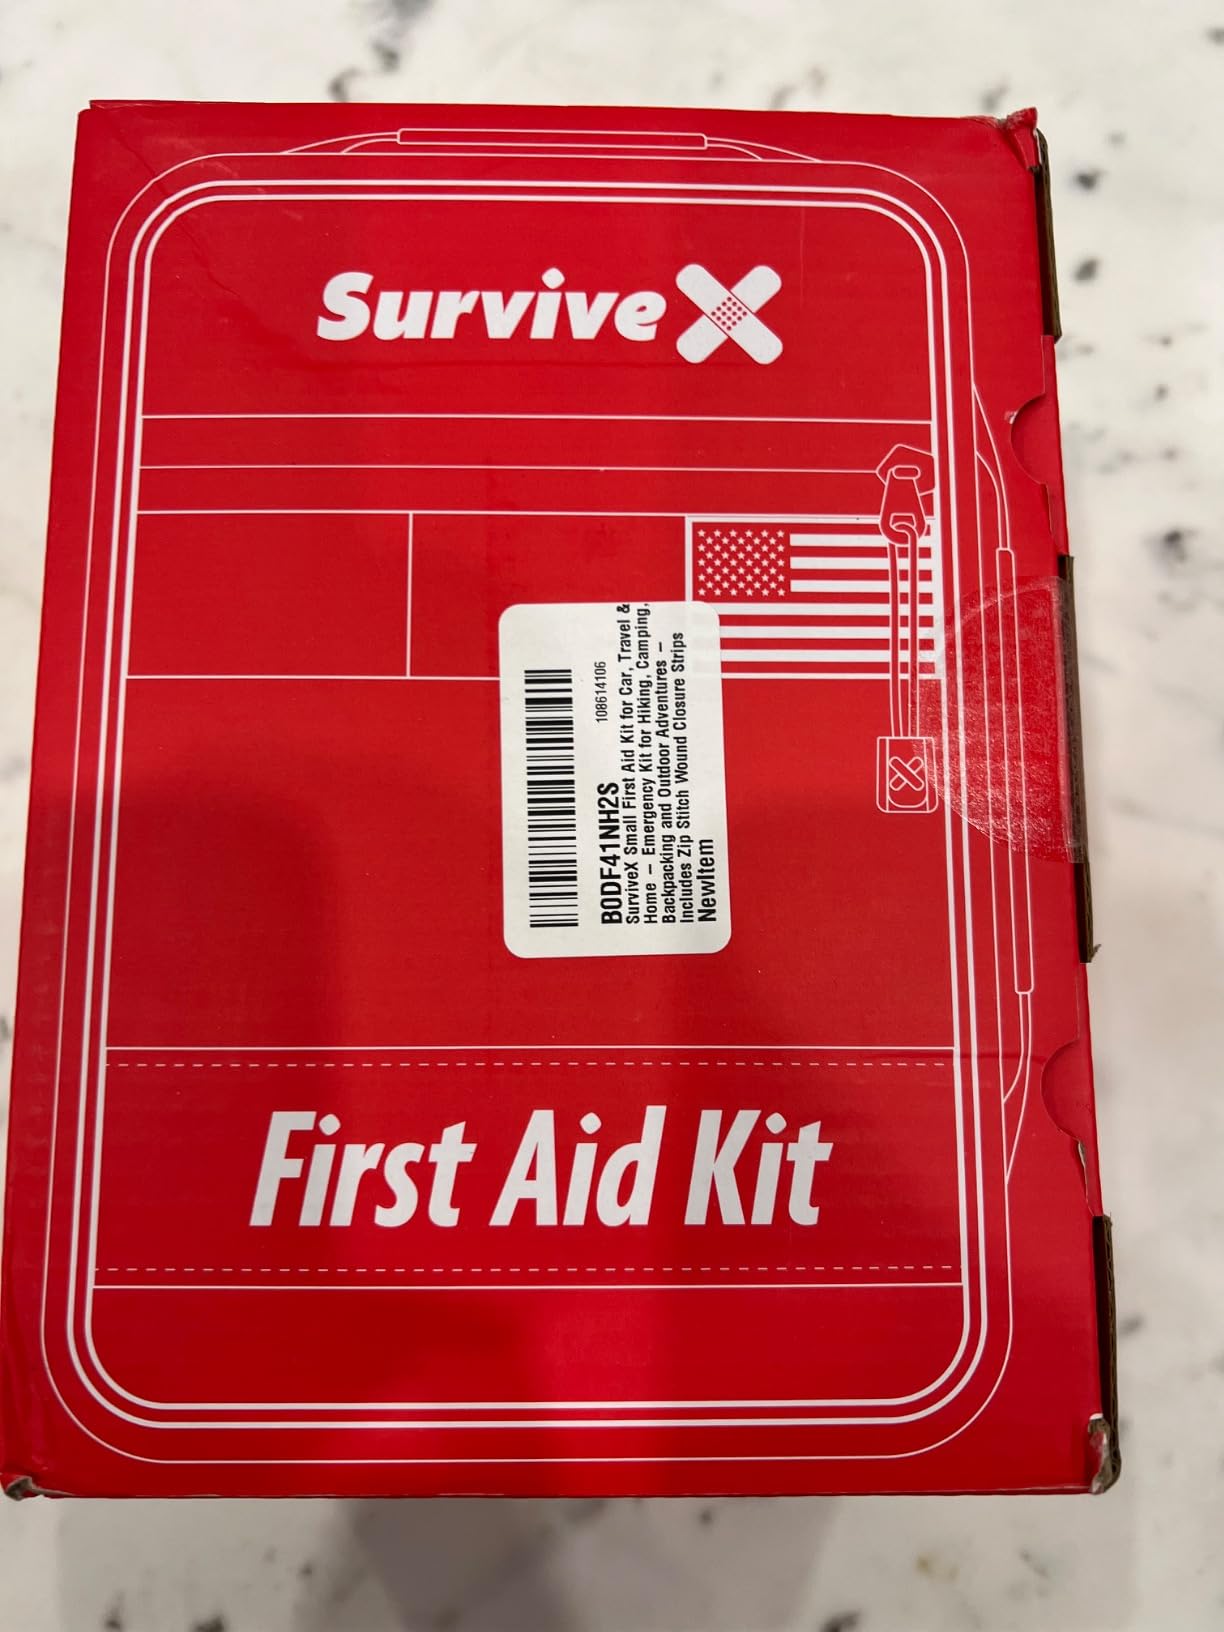 SurviveX
108614106
B0DF41NH2S
SurviveX Small First Aid Kit for Car, Travel &
Home – Emergency Kit for Hiking, Camping,
Backpacking and Outdoor Adventures –
Includes Zip Stitch Wound Closure Strips
NewItem
First Aid Kit